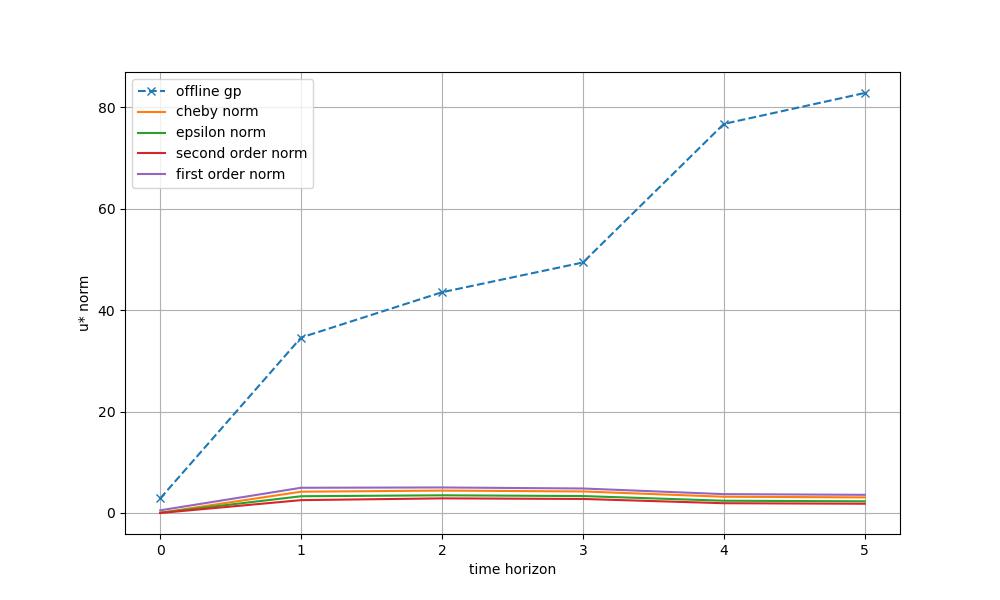 offline gp
cheby norm
epsilon norm
second order norm
first order norm
80
60
40
20
0
u* norm
0 1 2 3 4 5
time horizon